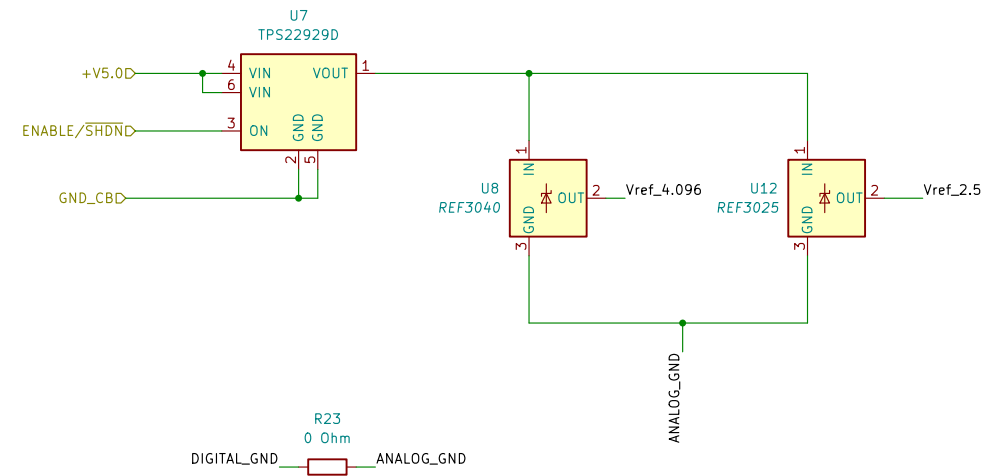 U7
TPS22929D
+V5.0
4
VIN
VOUT
1
6
VIN
ENABLE/SHDN
3
ON
GND
GND
2
5
GND_CB
1
IN
U8
REF3040
OUT
2
Vref_4.096
GND
3
1
IN
U12
REF3025
OUT
2
Vref_2.5
GND
3
ANALOG_GND
R23
0 Ohm
DIGITAL_GND
ANALOG_GND